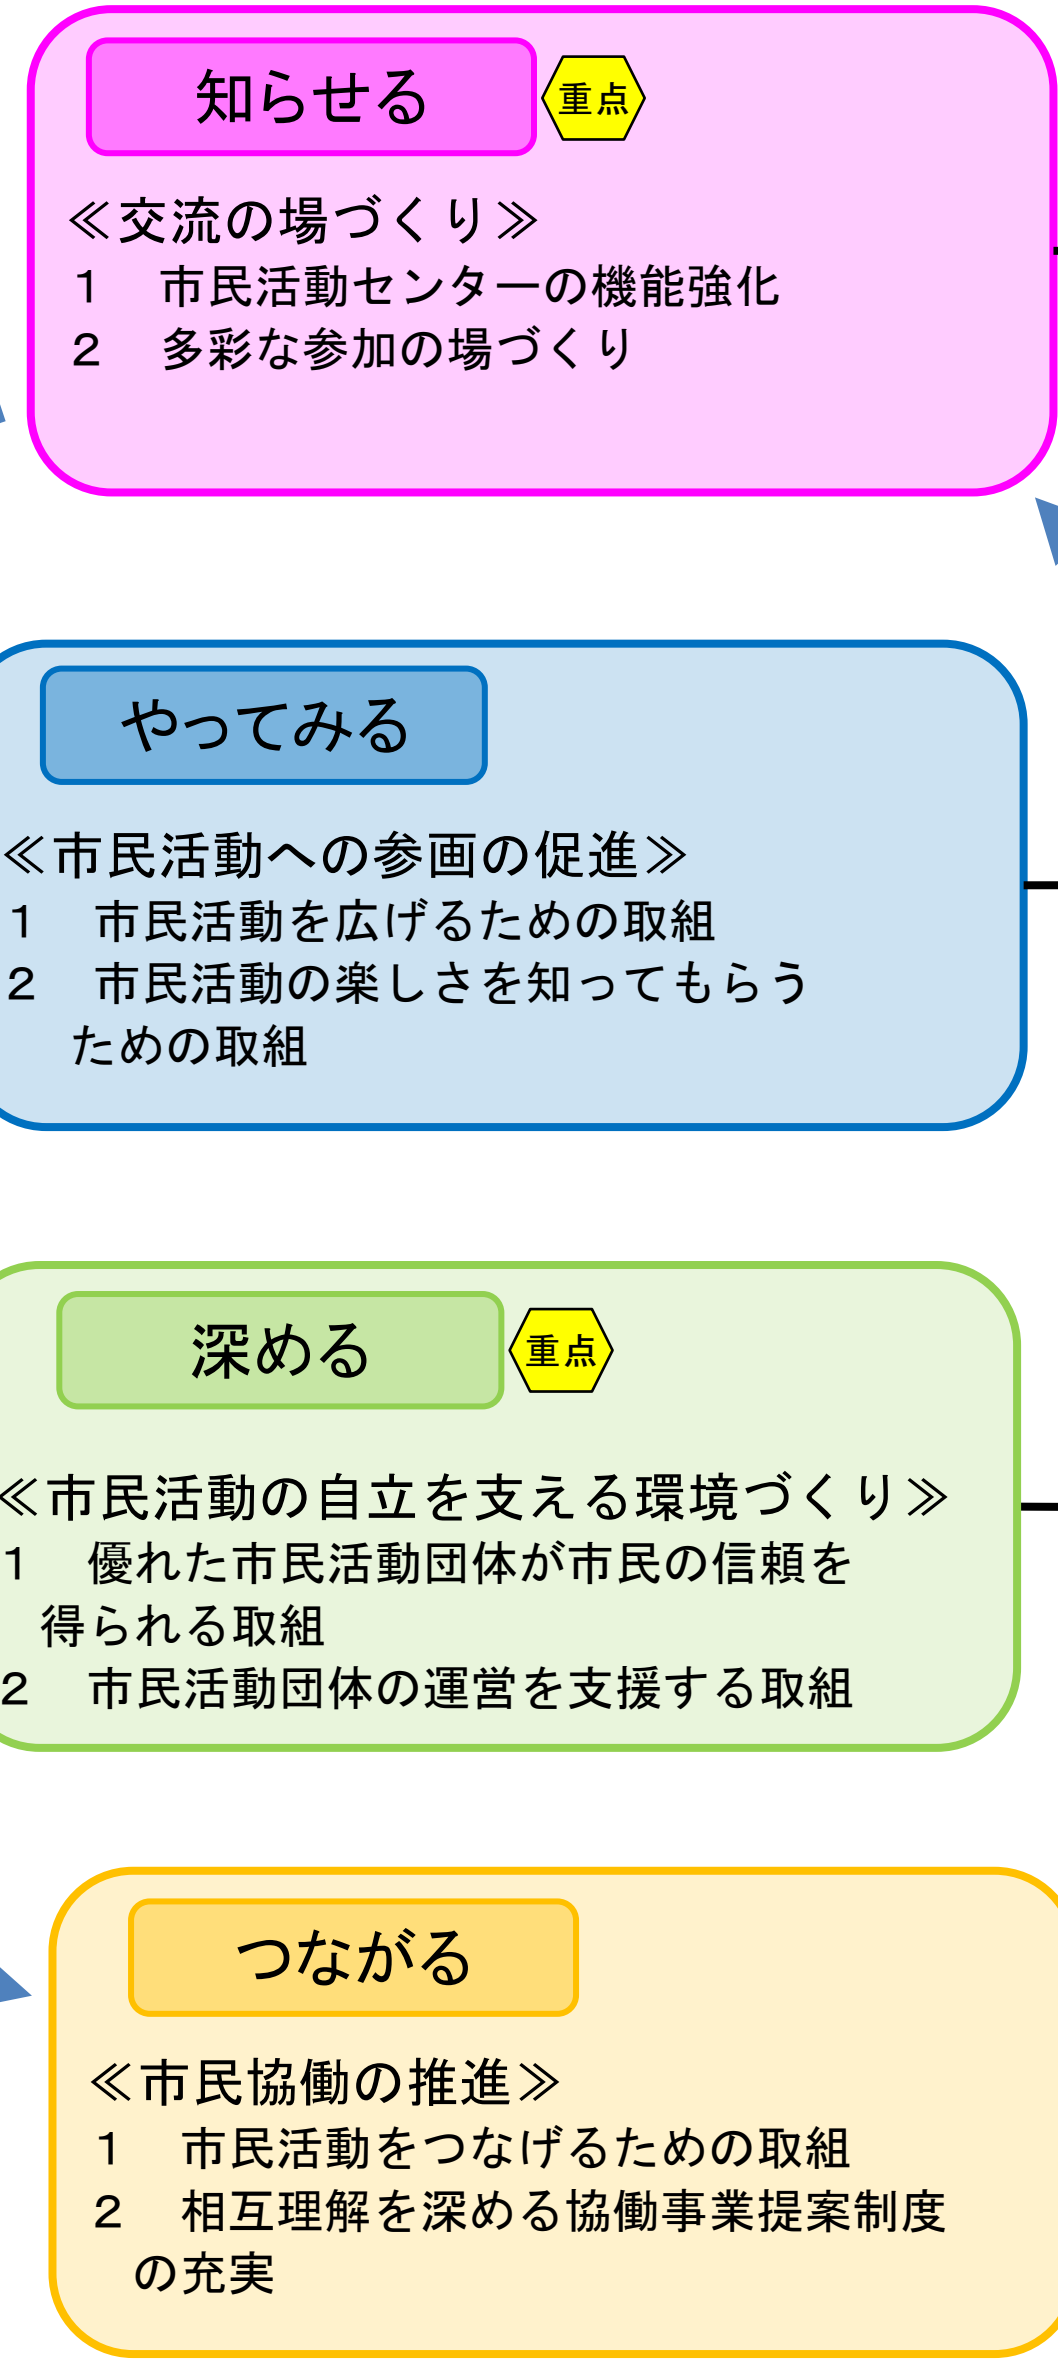 知らせる 重点
≪交流の場づくり≫
１　市民活動センターの機能強化
２　多彩な参加の場づくり
やってみる
≪市民活動への参画の促進≫
１　市民活動を広げるための取組
２　市民活動の楽しさを知ってもらう
ための取組
深める 重点
≪市民活動の自立を支える環境づくり≫
１　優れた市民活動団体が市民の信頼を
得られる取組
２　市民活動団体の運営を支援する取組
つながる
≪市民協働の推進≫
１　市民活動をつなげるための取組
２　相互理解を深める協働事業提案制度
の充実